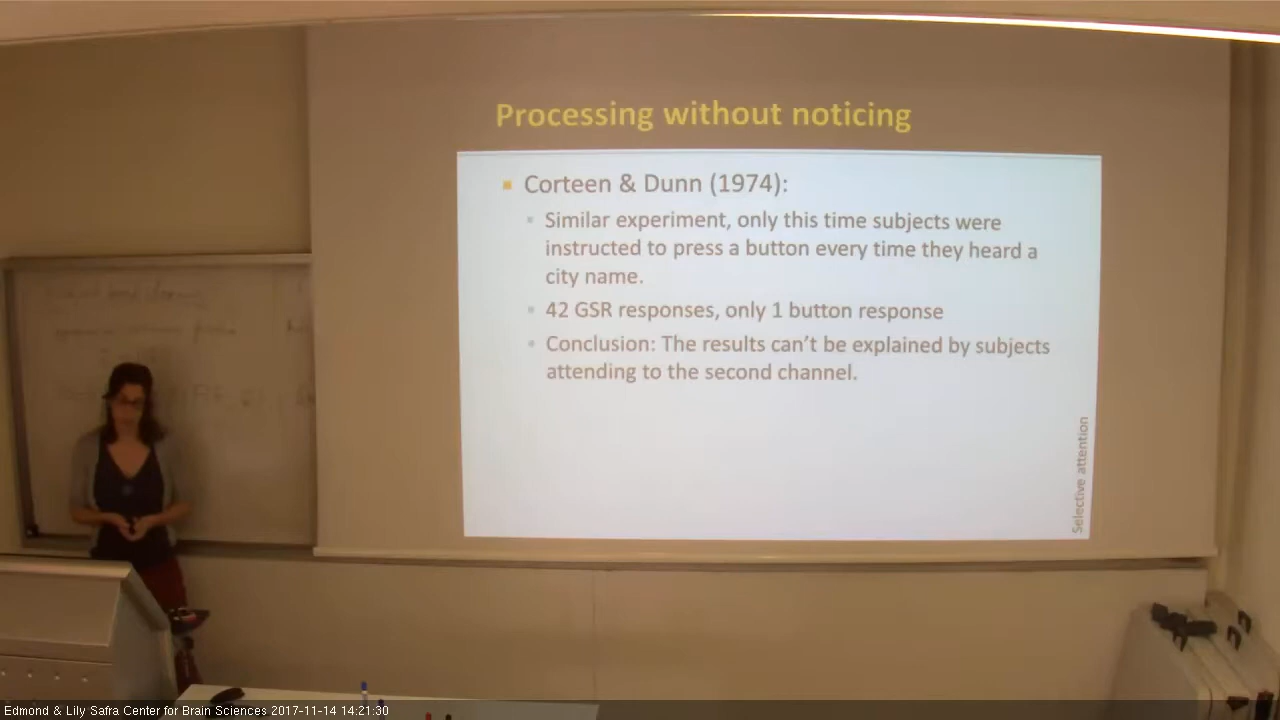 Processing without noticing
Corteen & Dunn (1974):
Similar experiment, only this time subjects were
instructed to press a button every time they heard a
city name.
42 GSR responses, only 1 button response
Conclusion: The results can't be explained by subjects
attending to the second channel.
Selective attention
Edmond & Lily Safra Center for Brain Sciences 2017-11-14 14:21:30